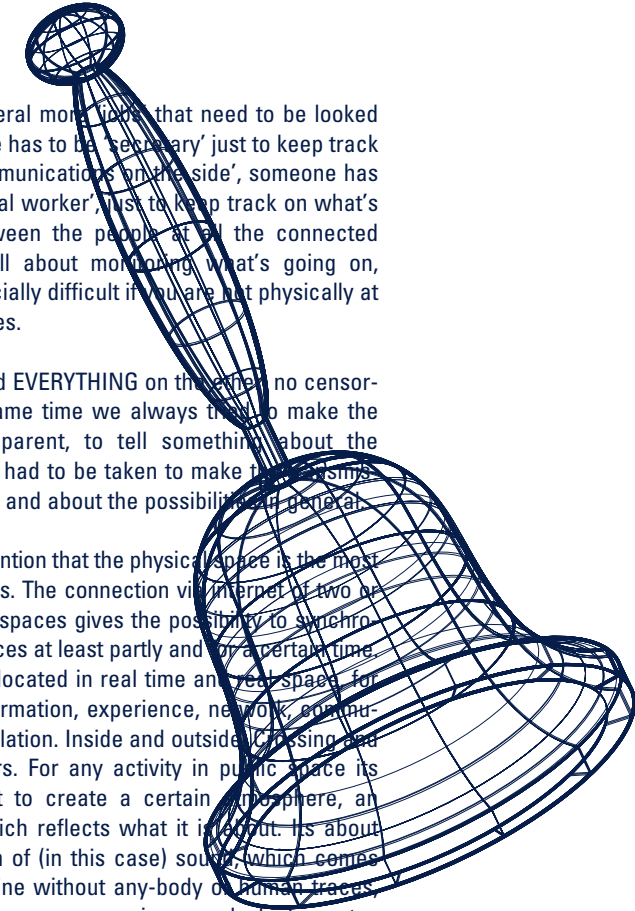 eral more 'jobs' that need to be looked
has to be 'secretary' just to keep track
munications on the side', someone has
al worker', just to keep track on what's
ween the people at all the connected
ll about monitoring what's going on,
cially difficult if you are not physically at
es.
d EVERYTHING on the ether, no censor-
ame time we always tried to make the
parent, to tell something about the
had to be taken to make
and about the possibilities in general.
ntion that the physical space is the most
s. The connection via internet of two or
spaces gives the possibility to synchro-
ces at least partly and for a certain time.
located in real time and real space, for
ormation, experience, network, commu-
lation. Inside and outside. Crossing and
rs. For any activity in public space its
t to create a certain atmosphere, an
ich reflects what it is about. Its about
n of (in this case) sound, which comes
ne without any-body or human traces,